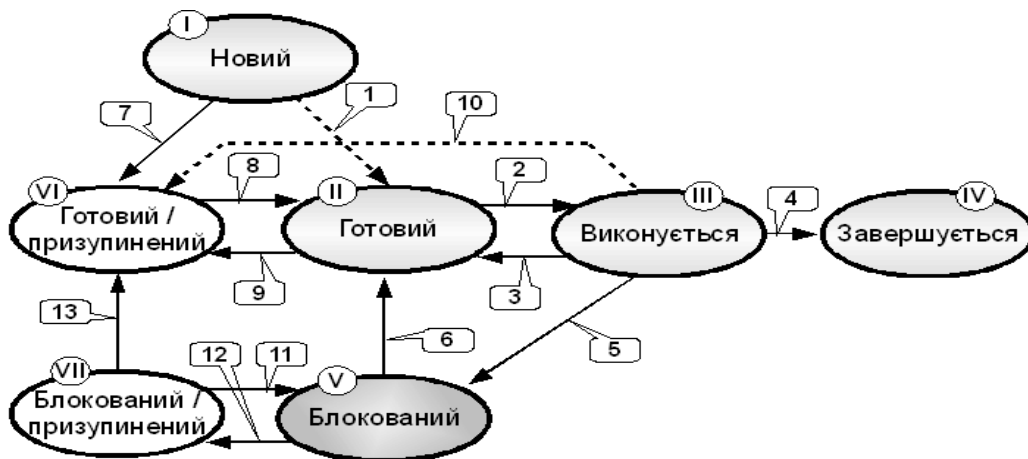 I
Новий
7
1
10
VI
8
II
2
III
4
IV
Готовий /
призупинений
Готовий
Виконується
Завершується
9
3
13
12
11
6
5
VII
V
Блокований /
призупинений
Блокований